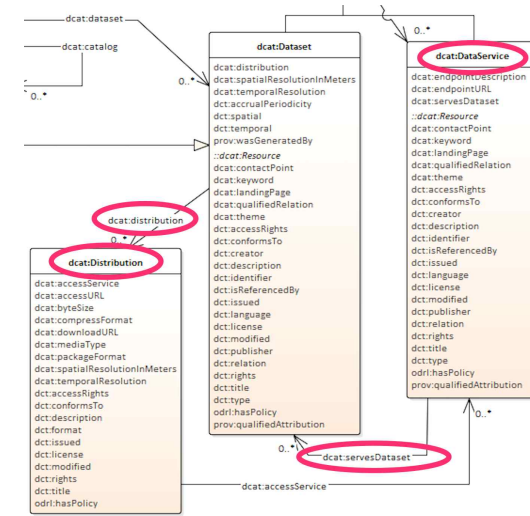 dcat:dataset
dcat:catalog
0..*
0..*
dcat:Dataset
dcat:distribution
dcat:spatialResolutionInMeters
dcat:temporalResolution
dct:accrualPeriodicity
dct:spatial
dct:temporal
prov:wasGeneratedBy
::dcat:Resource
dcat:contactPoint
dcat:keyword
dcat:landingPage
dcat:qualifiedRelation
dcat:theme
dct:accessRights
dct:conformsTo
dct:creator
dct:description
dct:identifier
dct:isReferencedBy
dct:issued
dct:language
dct:license
dct:modified
dct:publisher
dct:relation
dct:rights
dct:title
dct:type
odrl:hasPolicy
prov:qualifiedAttribution
0..*
dcat:DataService
dcat:endpointDescription
dcat:endpointURL
dcat:servesDataset
::dcat:Resource
dcat:contactPoint
dcat:keyword
dcat:landingPage
dcat:qualifiedRelation
dcat:theme
dct:accessRights
dct:conformsTo
dct:creator
dct:description
dct:identifier
dct:isReferencedBy
dct:issued
dct:language
dct:license
dct:modified
dct:publisher
dct:relation
dct:rights
dct:title
dct:type
odrl:hasPolicy
prov:qualifiedAttribution
dcat:distribution
0..*
dcat:Distribution
dcat:accessService
dcat:accessURL
dcat:byteSize
dcat:compressFormat
dcat:downloadURL
dcat:mediaType
dcat:packageFormat
dcat:spatialResolutionInMeters
dcat:temporalResolution
dct:accessRights
dct:conformsTo
dct:description
dct:format
dct:issued
dct:license
dct:modified
dct:rights
dct:title
odrl:hasPolicy
0..*
0..*
dcat:servesDataset
dcat:accessService